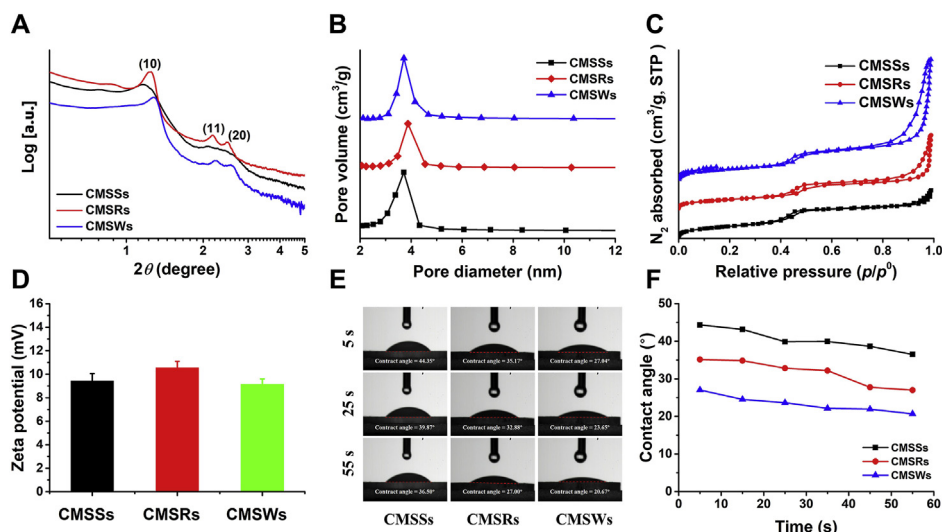 A
(10)
(11)
(20)
Log [a.u.]
CMSSs
CMSRs
CMSWs
1
2
3
4
5
2θ (degree)
B
Pore volume (cm³/g)
CMSSs
CMSRs
CMSWs
2
4
6
8
10
12
Pore diameter (nm)
C
N₂ absorbed (cm³/g, STP)
CMSSs
CMSRs
CMSWs
0.0
0.2
0.4
0.6
0.8
1.0
Relative pressure (p/p⁰)
D
Zeta potential (mV)
16
14
12
10
8
6
4
2
0
CMSSs
CMSRs
CMSWs
E
5 s
Contract angle = 44.35°
Contract angle = 35.17°
Contract angle = 27.04°
25 s
Contract angle = 39.87°
Contract angle = 32.88°
Contract angle = 23.65°
55 s
Contract angle = 36.50°
Contract angle = 27.00°
Contract angle = 20.67°
CMSSs
CMSRs
CMSWs
F
Contact angle (°)
50
40
30
20
10
0
CMSSs
CMSRs
CMSWs
0
10
20
30
40
50
60
Time (s)